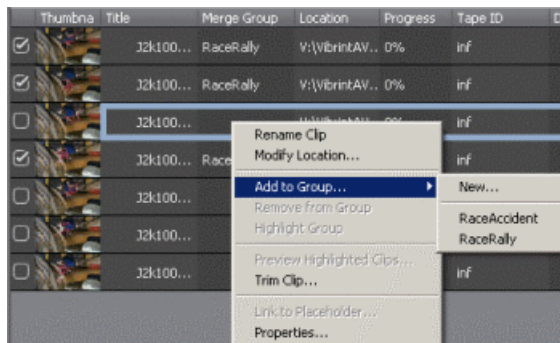 Thumbna Title Merge Group Location Progress Tape ID
J2k100... RaceRally V:\VibrintAV.. 0% inf
J2k100... RaceRally V:\VibrintAV.. 0% inf
J2k100... inf
J2k100... Race inf
J2k100...
J2k100...
J2k100... inf
Rename Clip
Modify Location...
Add to Group...
Remove from Group
Highlight Group
Preview Highlighted Clips...
Trim Clip...
Link to Placeholder...
Properties...
New...
RaceAccident
RaceRally